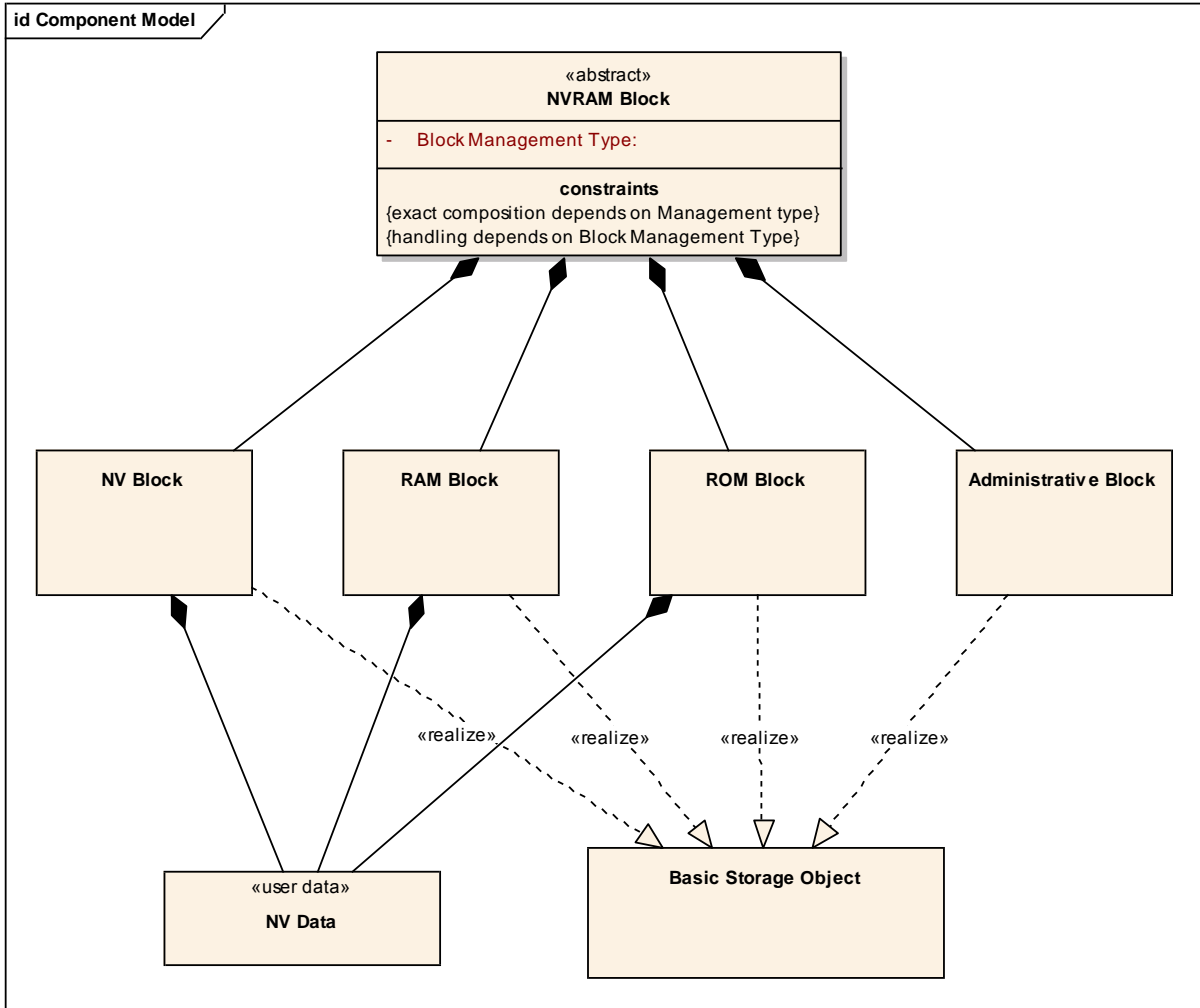 id Component Model
«abstract»
NVRAM Block
- Block Management Type:
constraints
{exact composition depends on Management type}
{handling depends on Block Management Type}
NV Block
RAM Block
ROM Block
Administrative Block
«realize»
«realize»
«realize»
«realize»
«user data»
NV Data
Basic Storage Object